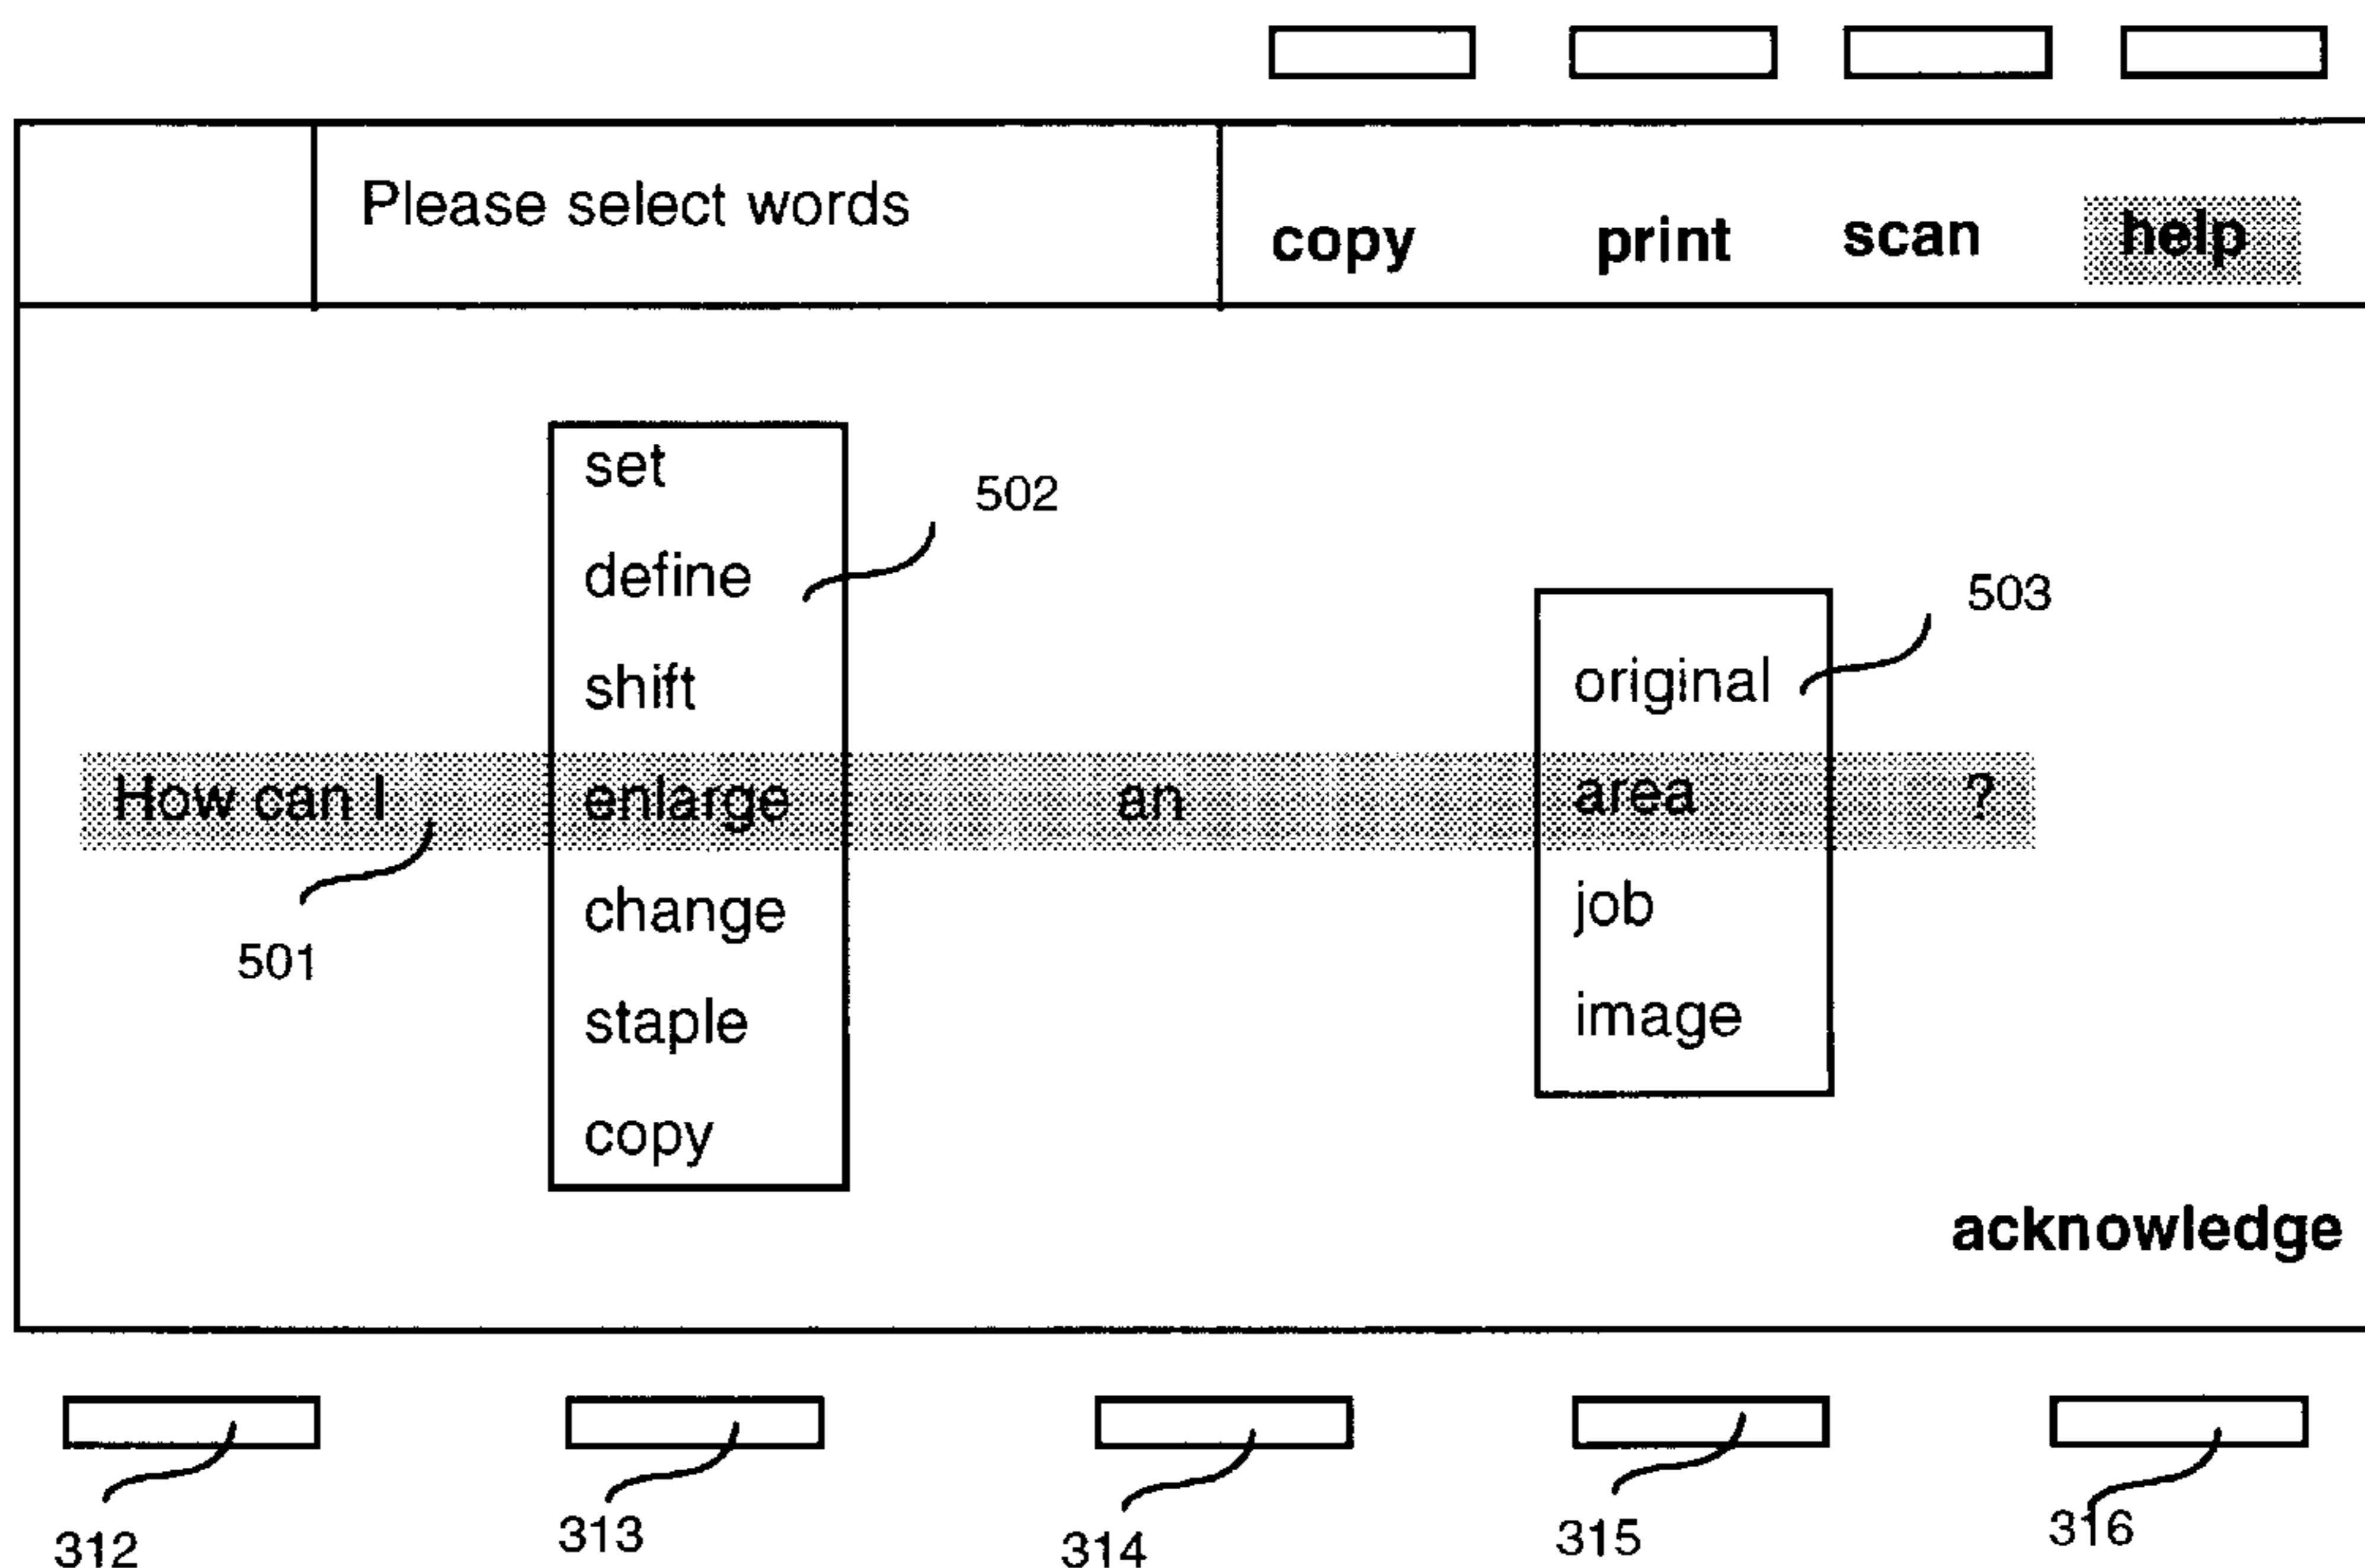 Please select words
copy print scan help
set
502
define
503
shift
original
How can I enlarge an area ?
change
job
501
staple
image
copy
acknowledge
312 313 314 315 316